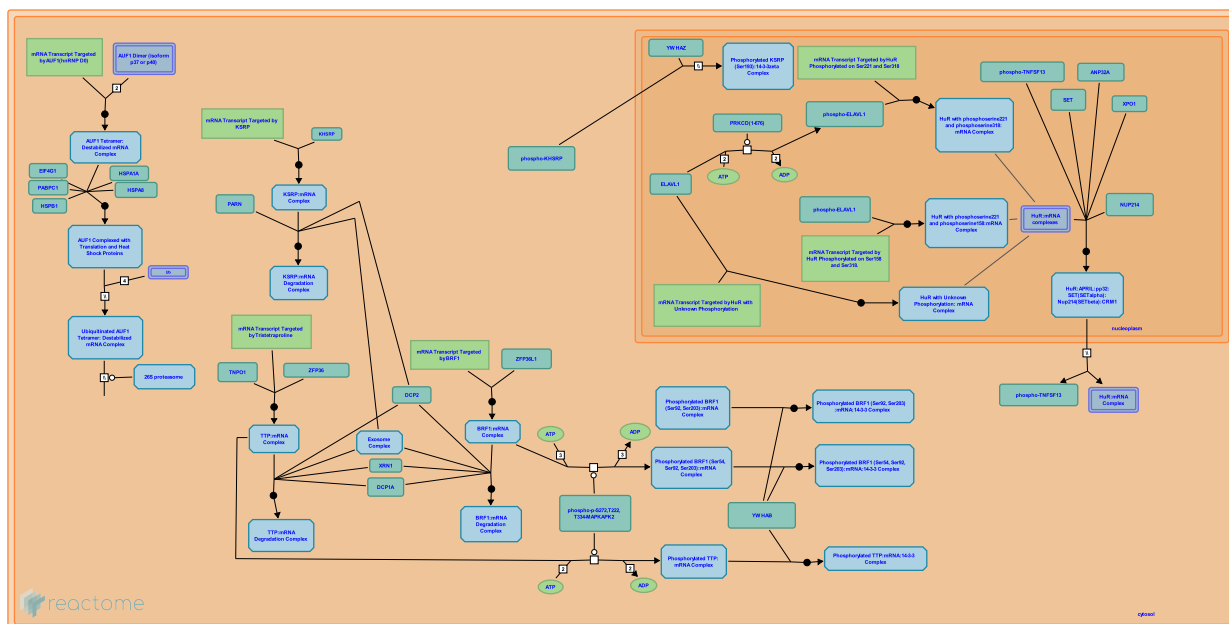 mRNA Transcript Targeted
by AUF1(hnRNP D0)
AUF1 Dimer (isoform
p37 or p40)
2
AUF1 Tetramer:
Destabilized mRNA
Complex
EIF4G1
HSPA1A
PABPC1
HSPA8
HSPB1
AUF1 Complexed with
Translation and Heat
Shock Proteins
4
Ubiquitinated AUF1
Tetramer: Destabilized
mRNA Complex
26S proteasome
mRNA Transcript Targeted by
KSRP
KHSRP
KSRP:mRNA
Complex
PARN
KSRP:mRNA
Degradation
Complex
mRNA Transcript Targeted
by Tristetraproline
TNPO1
ZFP36
TTP:mRNA
Complex
TTP:mRNA
Degradation Complex
DCP2
Exosome
Complex
XRN1
DCP1A
mRNA Transcript Targeted
by BRF1
ZFP36L1
BRF1:mRNA
Complex
BRF1:mRNA
Degradation
Complex
ATP
ADP
3
3
phospho-p-S272,T222,
T334-MAPKAPK2
2
2
ATP
ADP
Phosphorylated BRF1
(Ser92, Ser203):mRNA
Complex
Phosphorylated BRF1 (Ser54,
Ser92, Ser203):mRNA
Complex
Phosphorylated TTP:
mRNA Complex
YWHAB
Phosphorylated BRF1 (Ser92, Ser203)
:mRNA:14-3-3 Complex
Phosphorylated BRF1 (Ser54, Ser92,
Ser203): mRNA:14-3-3 Complex
Phosphorylated TTP:mRNA:14-3-3
Complex
phospho-KHSRP
YWHAZ
Phosphorylated KSRP
(Ser193): 14-3-3zeta
Complex
mRNA Transcript Targeted by HuR
Phosphorylated on Ser221 and Ser318
PRKCD(1-676)
phospho-ELAVL1
2
2
ATP
ADP
ELAVL1
HuR with phosphoserine221
and phosphoserine318:
mRNA Complex
phospho-ELAVL1
mRNA Transcript Targeted by
HuR Phosphorylated on Ser158
and Ser318.
HuR with phosphoserine221
and phosphoserine158:mRNA
Complex
mRNA Transcript Targeted by HuR with
Unknown Phosphorylation
HuR with Unknown
Phosphorylation: mRNA
Complex
HuR:mRNA
complexes
phospho-TNFSF13
ANP32A
SET
XPO1
NUP214
HuR:APRIL:pp32:
SET(SETalpha):
Nup214(SETbeta):CRM1
nucleoplasm
phospho-TNFSF13
HuR:mRNA
Complex
reactome
cytosol